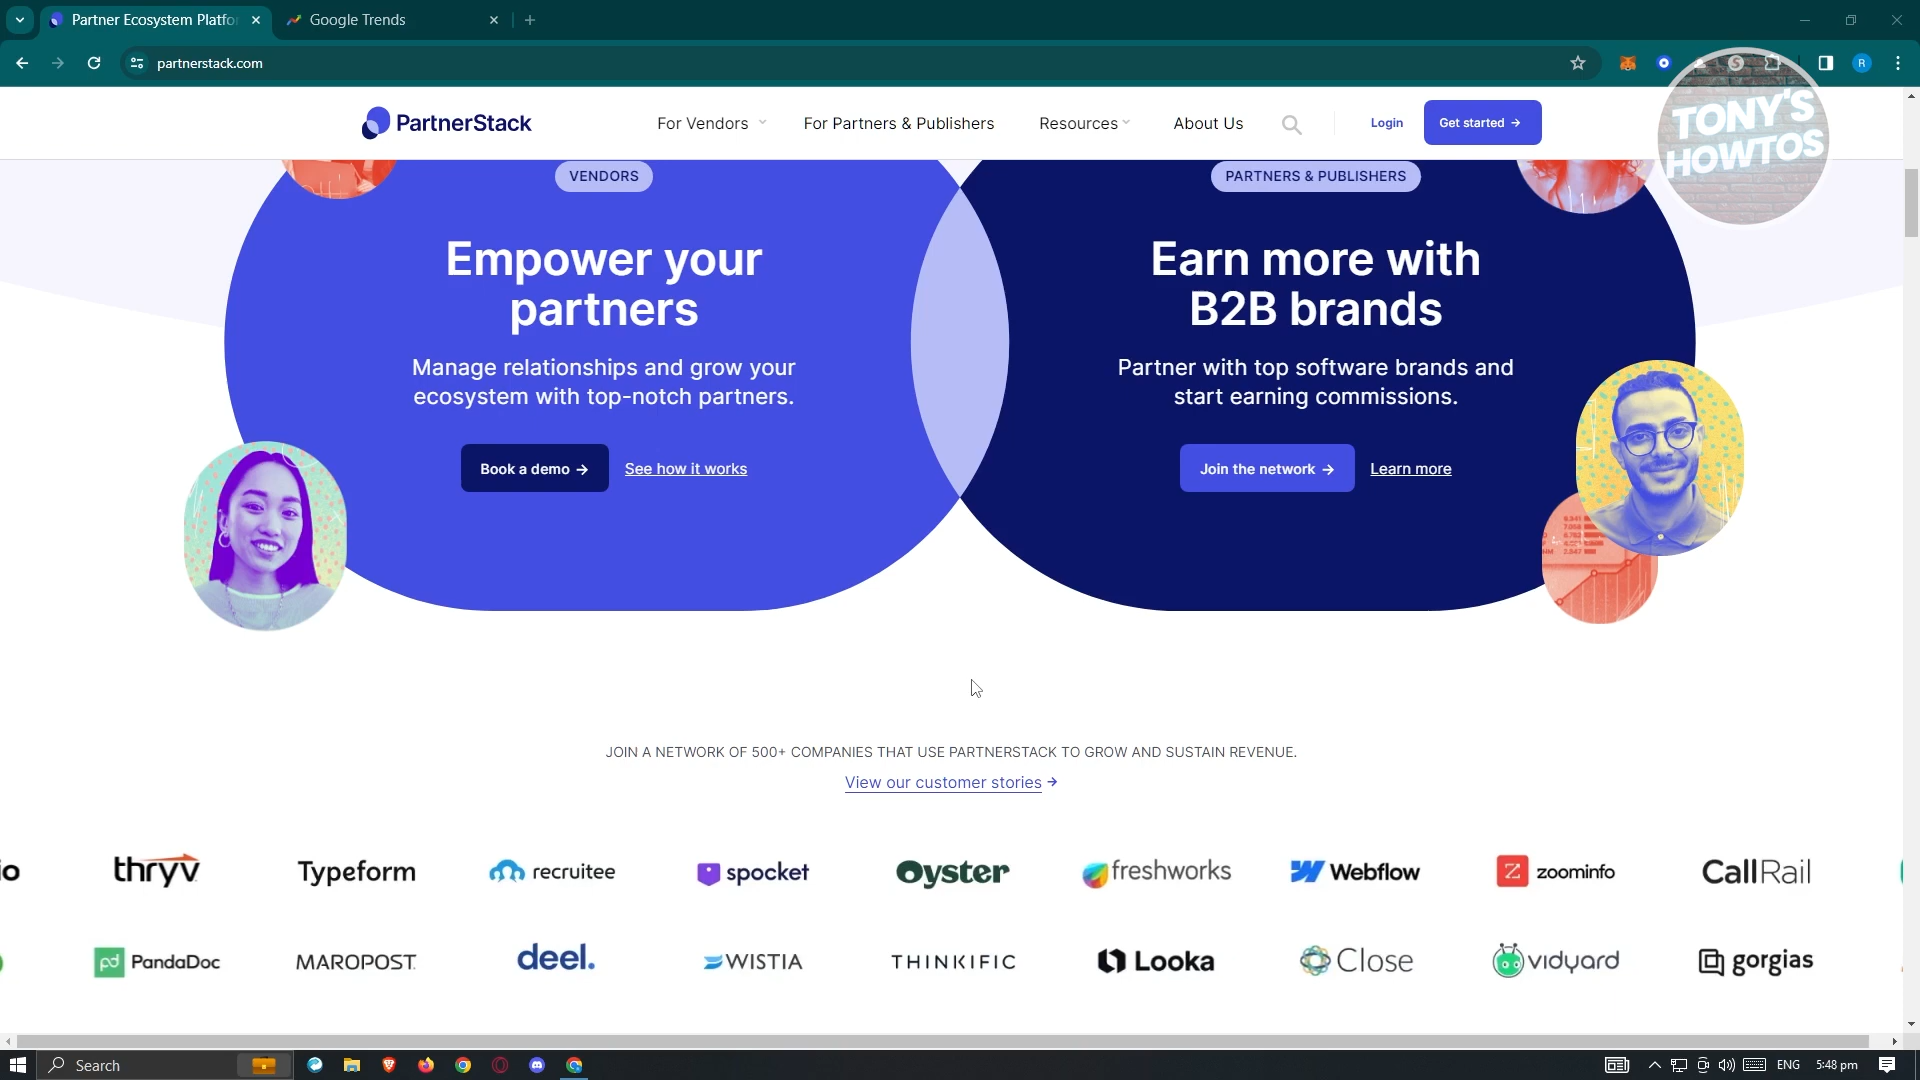 Partner Ecosystem Platfo
Google Trends
partnerstack.com
R
TONY'S
HOWTOS
PartnerStack
For Vendors
For Partners & Publishers
Resources
About Us
Login
Get started →
VENDORS
Empower your
partners
Manage relationships and grow your
ecosystem with top-notch partners.
Book a demo →
See how it works
PARTNERS & PUBLISHERS
Earn more with
B2B brands
Partner with top software brands and
start earning commissions.
Join the network →
Learn more
JOIN A NETWORK OF 500+ COMPANIES THAT USE PARTNERSTACK TO GROW AND SUSTAIN REVENUE.
View our customer stories →
io thryv Typeform recruitee spocket Oyster freshworks Webflow zoominfo CallRail
pd PandaDoc MAROPOST deel. WISTIA THINKIFIC Looka Close vidyard gorgias
Search
ENG
5:48 pm